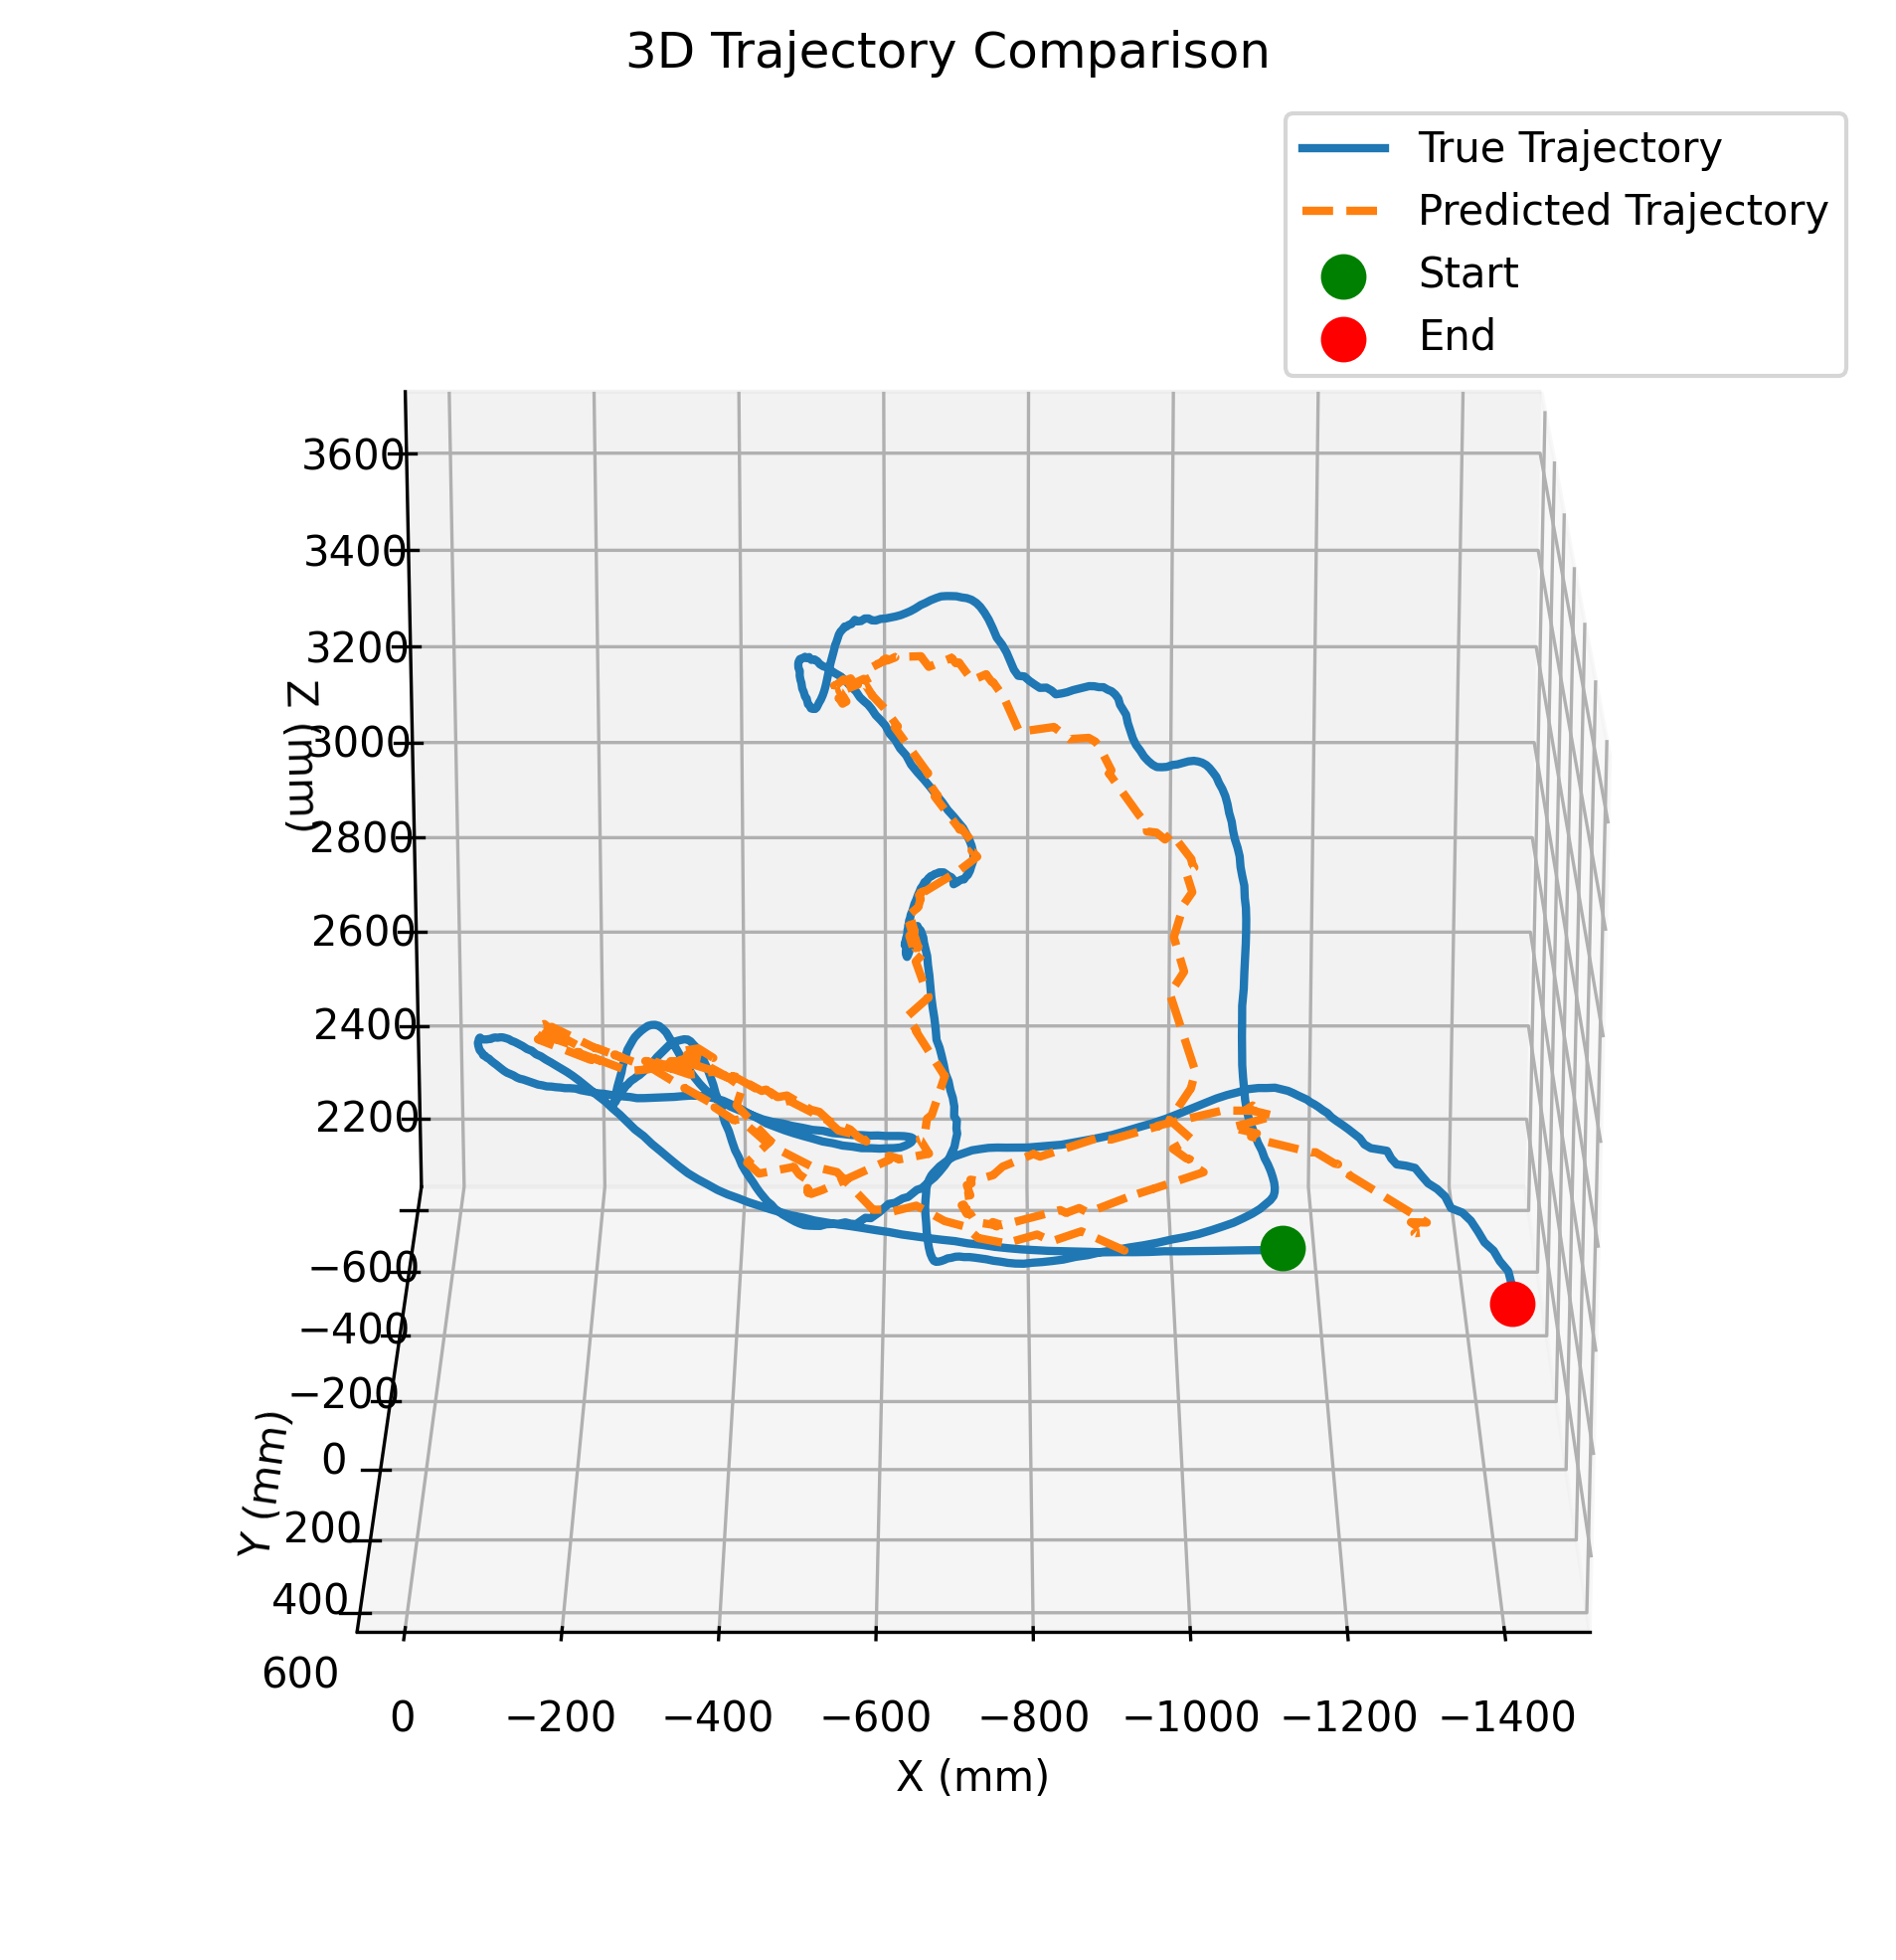 3D Trajectory Comparison
True Trajectory
Predicted Trajectory
Start
End
3600
3400
3200
3000
2800
2600
2400
2200
Z (mm)
−600
−400
−200
0
200
400
600
Y (mm)
0 −200 −400 −600 −800 −1000 −1200 −1400
X (mm)